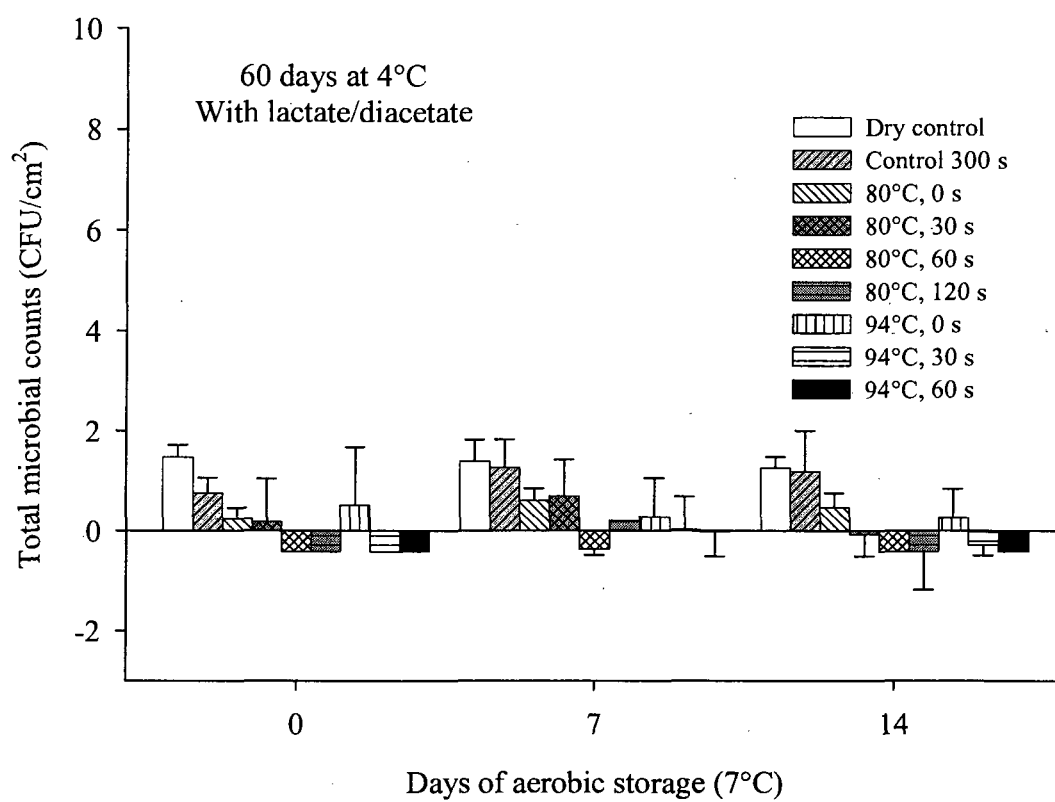 10
8
6
4
2
0
-2
Total microbial counts (CFU/cm²)
60 days at 4°C
With lactate/diacetate
Dry control
Control 300 s
80°C, 0 s
80°C, 30 s
80°C, 60 s
80°C, 120 s
94°C, 0 s
94°C, 30 s
94°C, 60 s
0
7
14
Days of aerobic storage (7°C)